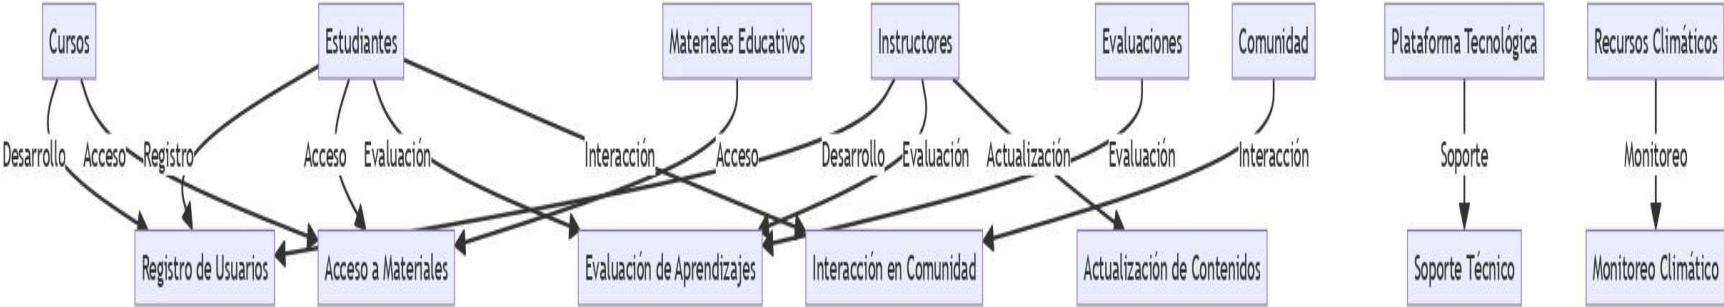 Cursos
Estudiantes
Materiales Educativos
Instructores
Evaluaciones
Comunidad
Plataforma Tecnológica
Recursos Climáticos
Desarrollo
Acceso
Registro
Acceso
Evaluación
Interacción
Acceso
Desarrollo
Evaluación
Actualización
Evaluación
Interacción
Soporte
Monitoreo
Registro de Usuarios
Acceso a Materiales
Evaluación de Aprendizajes
Interacción en Comunidad
Actualización de Contenidos
Soporte Técnico
Monitoreo Climático